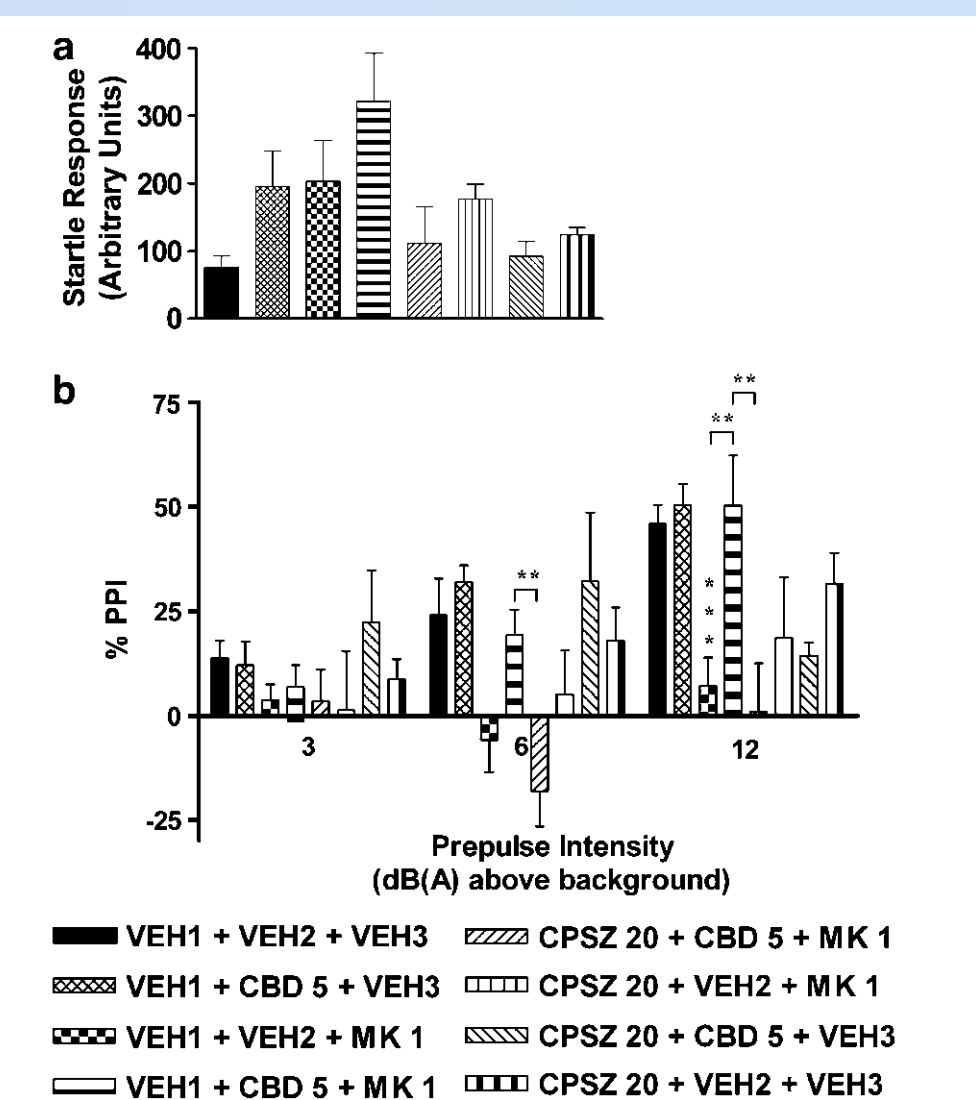 a
400
300
200
100
0
Startle Response
(Arbitrary Units)
b
**
**
75
50
**
***
25
% PPI
0
3
6
12
-25
Prepulse Intensity
(dB(A) above background)
VEH1 + VEH2 + VEH3
CPSZ 20 + CBD 5 + MK 1
VEH1 + CBD 5 + VEH3
CPSZ 20 + VEH2 + MK 1
VEH1 + VEH2 + MK 1
CPSZ 20 + CBD 5 + VEH3
VEH1 + CBD 5 + MK 1
CPSZ 20 + VEH2 + VEH3